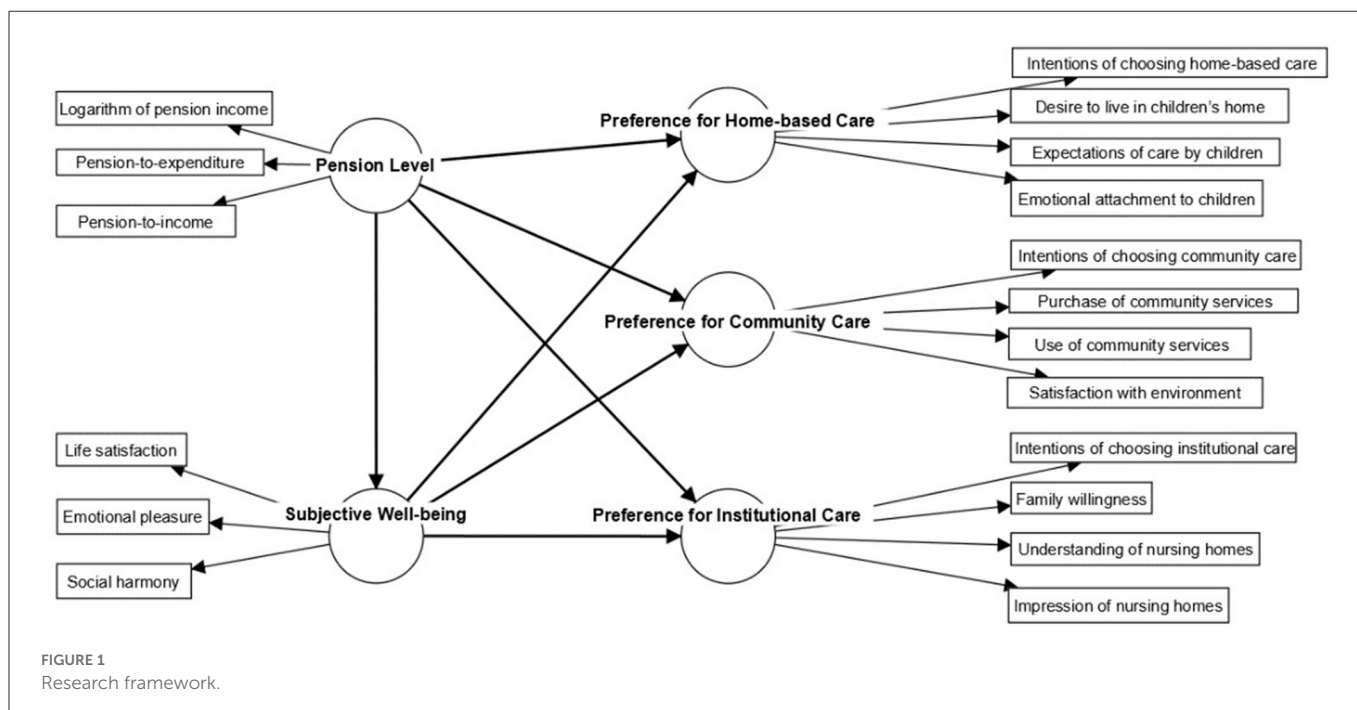 Logarithm of pension income
Pension-to-expenditure
Pension-to-income
Pension Level
Life satisfaction
Emotional pleasure
Social harmony
Subjective Well-being
Preference for Home-based Care
Intentions of choosing home-based care
Desire to live in children's home
Expectations of care by children
Emotional attachment to children
Preference for Community Care
Intentions of choosing community care
Purchase of community services
Use of community services
Satisfaction with environment
Preference for Institutional Care
Intentions of choosing institutional care
Family willingness
Understanding of nursing homes
Impression of nursing homes
FIGURE 1
Research framework.